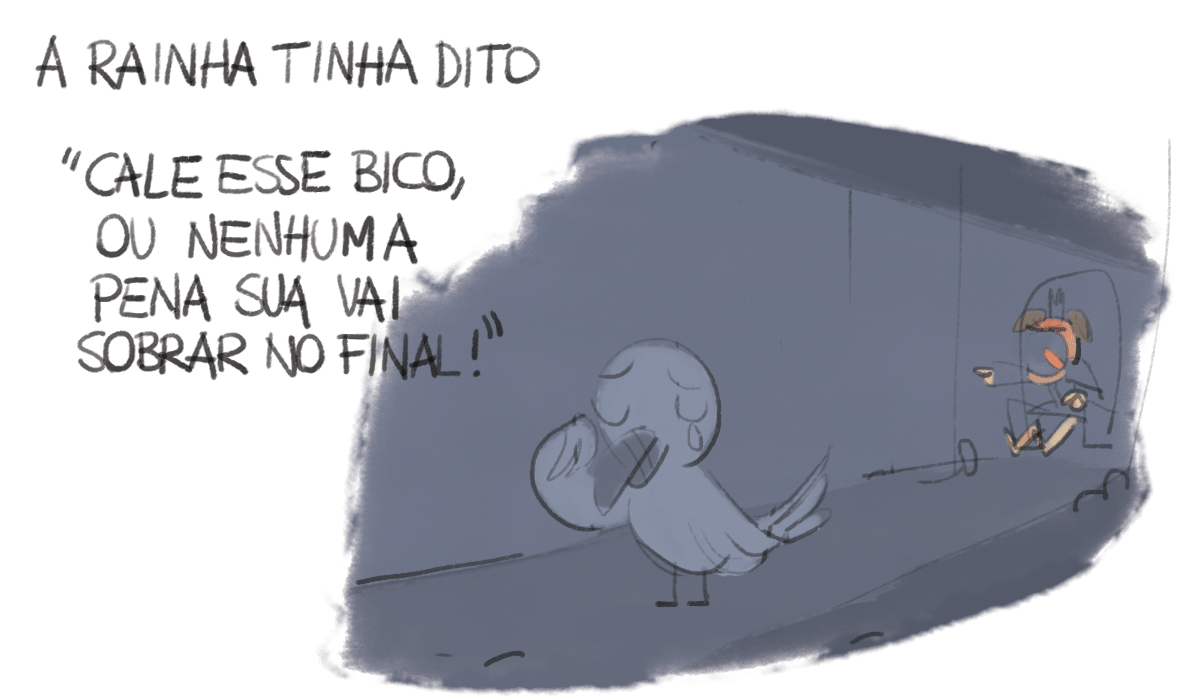 A RAINHA TINHA DITO
"CALE ESSE BICO,
OU NENHUMA
PENA SUA VAI
SOBRAR NO FINAL!"